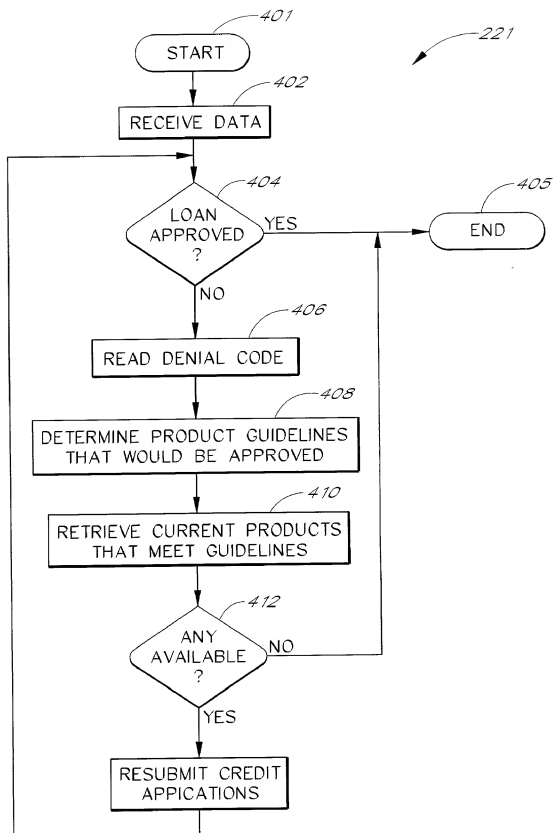 401
START
221
402
RECEIVE DATA
404
405
LOAN
APPROVED
?
YES
END
NO
406
READ DENIAL CODE
408
DETERMINE PRODUCT GUIDELINES
THAT WOULD BE APPROVED
410
RETRIEVE CURRENT PRODUCTS
THAT MEET GUIDELINES
412
ANY
AVAILABLE
?
NO
YES
RESUBMIT CREDIT
APPICATIONS